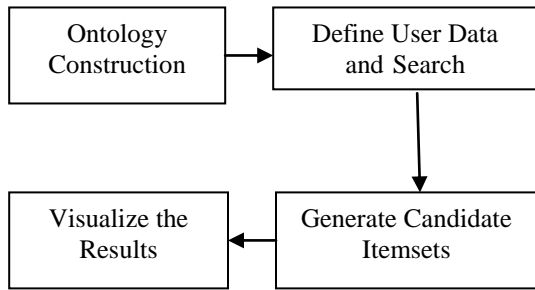 Ontology
Construction
Define User Data
and Search
Generate Candidate
Itemsets
Visualize the
Results